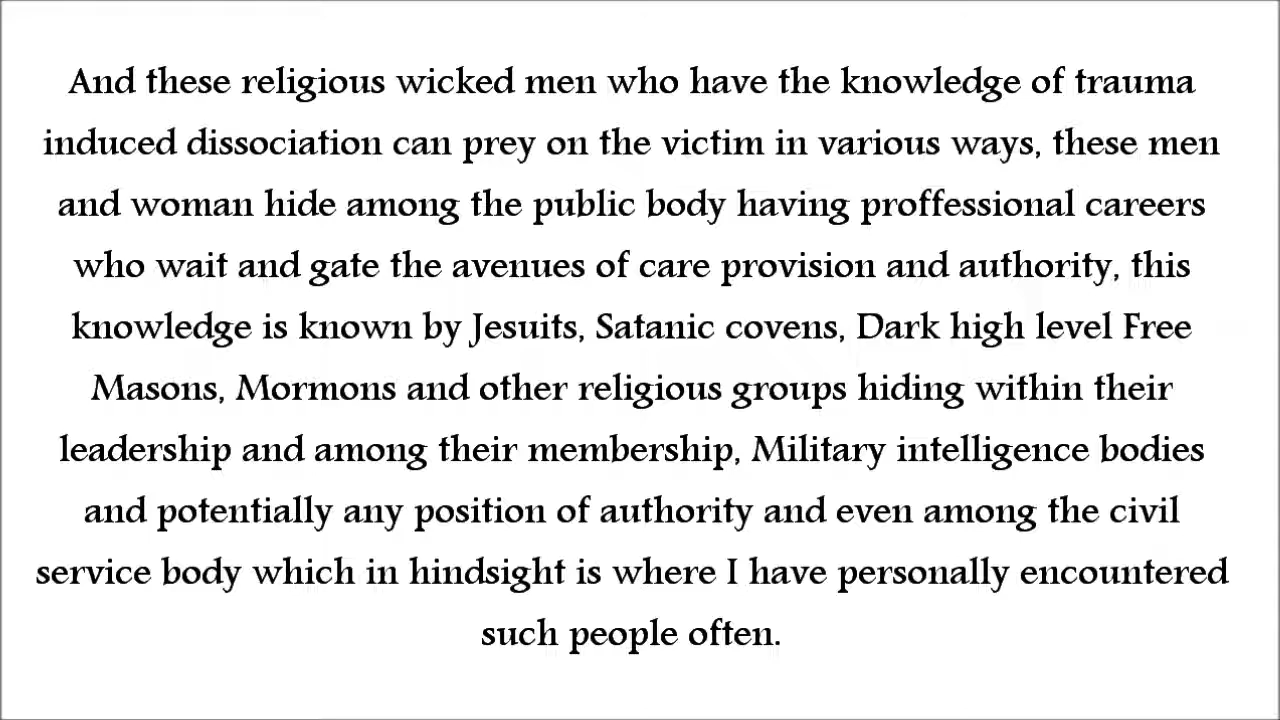 And these religious wicked men who have the knowledge of trauma
induced dissociation can prey on the victim in various ways, these men
and woman hide among the public body having proffessional careers
who wait and gate the avenues of care provision and authority, this
knowledge is known by Jesuits, Satanic covens, Dark high level Free
Masons, Mormons and other religious groups hiding within their
leadership and among their membership, Military intelligence bodies
and potentially any position of authority and even among the civil
service body which in hindsight is where I have personally encountered
such people often.